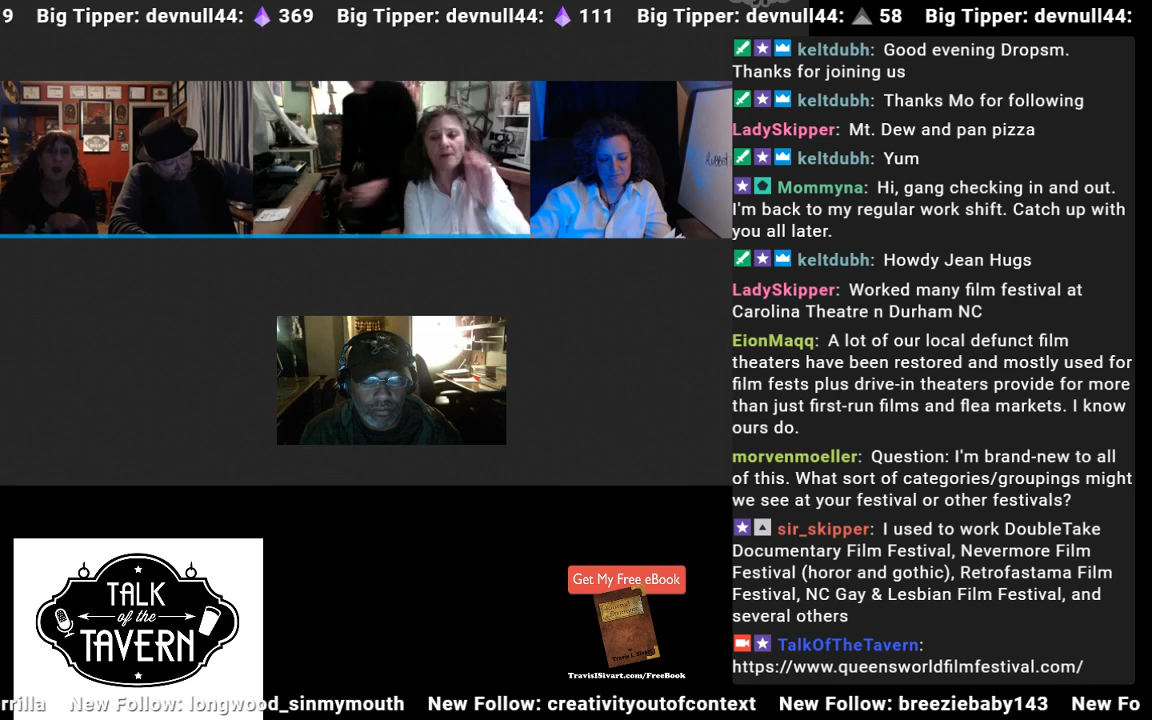 9 Big Tipper: devnull44: 369 Big Tipper: devnull44: 111 Big Tipper: devnull44: 58 Big Tipper: devnull44:
keltdubh: Good evening Dropsm.
Thanks for joining us
keltdubh: Thanks Mo for following
LadySkipper: Mt. Dew and pan pizza
keltdubh: Yum
Mommyna: Hi, gang checking in and out.
I'm back to my regular work shift. Catch up with
you all later.
keltdubh: Howdy Jean Hugs
LadySkipper: Worked many film festival at
Carolina Theatre n Durham NC
EionMaqq: A lot of our local defunct film
theaters have been restored and mostly used for
film fests plus drive-in theaters provide for more
than just first-run films and flea markets. I know
ours do.
morvenmoeller: Question: I'm brand-new to all
of this. What sort of categories/groupings might
we see at your festival or other festivals?
sir_skipper: I used to work DoubleTake
Documentary Film Festival, Nevermore Film
Festival (horor and gothic), Retrofastama Film
Festival, NC Gay & Lesbian Film Festival, and
several others
TalkOfTheTavern:
https://www.queensworldfilmfestival.com/
TALK
of the
TAVERN
Get My Free eBook
TravisISivart.com/FreeBook
rrilla New Follow: longwood_sinmymouth New Follow: creativityoutofcontext New Follow: breeziebaby143 New Fo